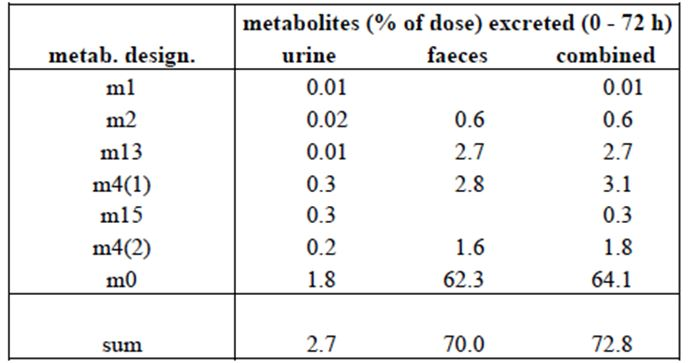 metabolites (% of dose) excreted (0 - 72 h)
metab. design. urine faeces combined
m1 0.01 0.01
m2 0.02 0.6 0.6
m13 0.01 2.7 2.7
m4(1) 0.3 2.8 3.1
m15 0.3 0.3
m4(2) 0.2 1.6 1.8
m0 1.8 62.3 64.1
sum 2.7 70.0 72.8